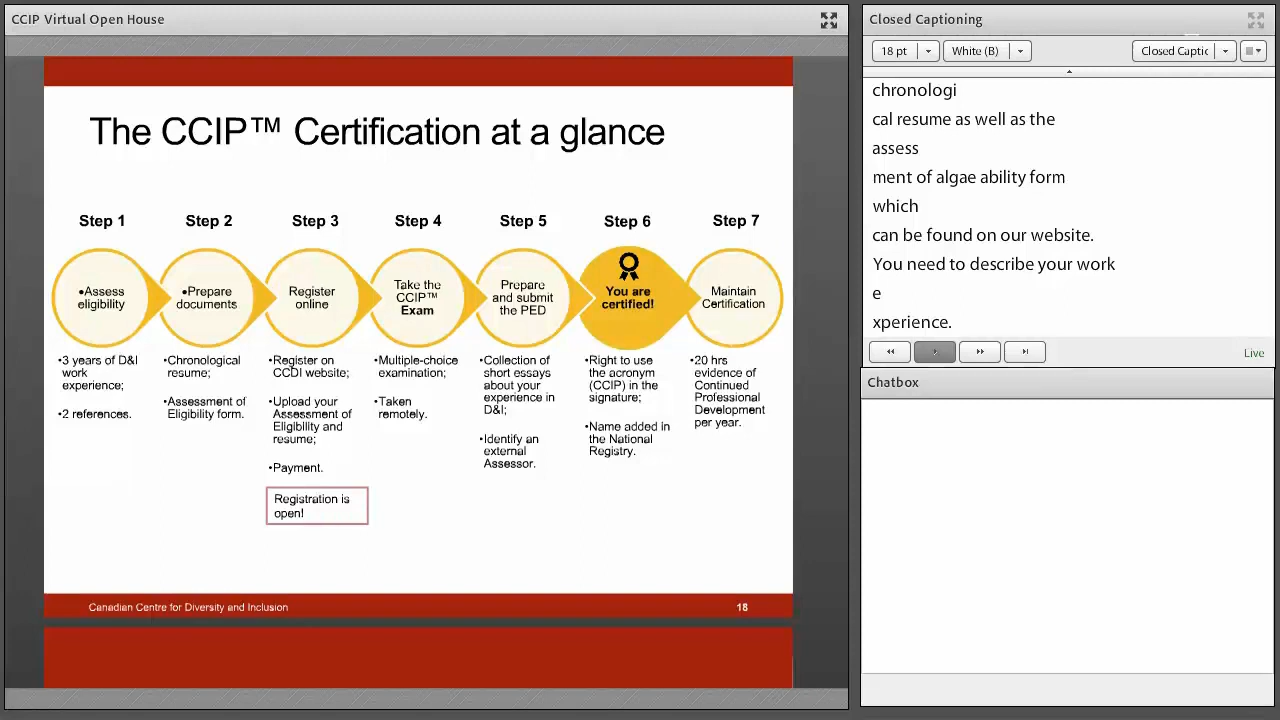 CCIP Virtual Open House
The CCIP™ Certification at a glance
Step 1
Step 2
Step 3
Step 4
Step 5
Step 6
Step 7
•Assess
eligibility
•Prepare
documents
Register
online
Take the
CCIP™
Exam
Prepare
and submit
the PED
You are
certified!
Maintain
Certification
•3 years of D&I
work
experience;
•2 references.
•Chronological
resume;
•Assessment of
Eligibility form.
•Register on
CCDI website;
•Upload your
Assessment of
Eligibility and
resume;
•Payment.
Registration is
open!
•Multiple-choice
examination;
•Taken
remotely.
•Collection of
short essays
about your
experience in
D&I;
•Identify an
external
Assessor.
•Right to use
the acronym
(CCIP) in the
signature;
•Name added in
the National
Registry.
•20 hrs
evidence of
Continued
Professional
Development
per year.
Canadian Centre for Diversity and Inclusion
18
Closed Captioning
18 pt
White (B)
Closed Captic
chronologi
cal resume as well as the
assess
ment of algae ability form
which
can be found on our website.
You need to describe your work
e
xperience.
Live
Chatbox